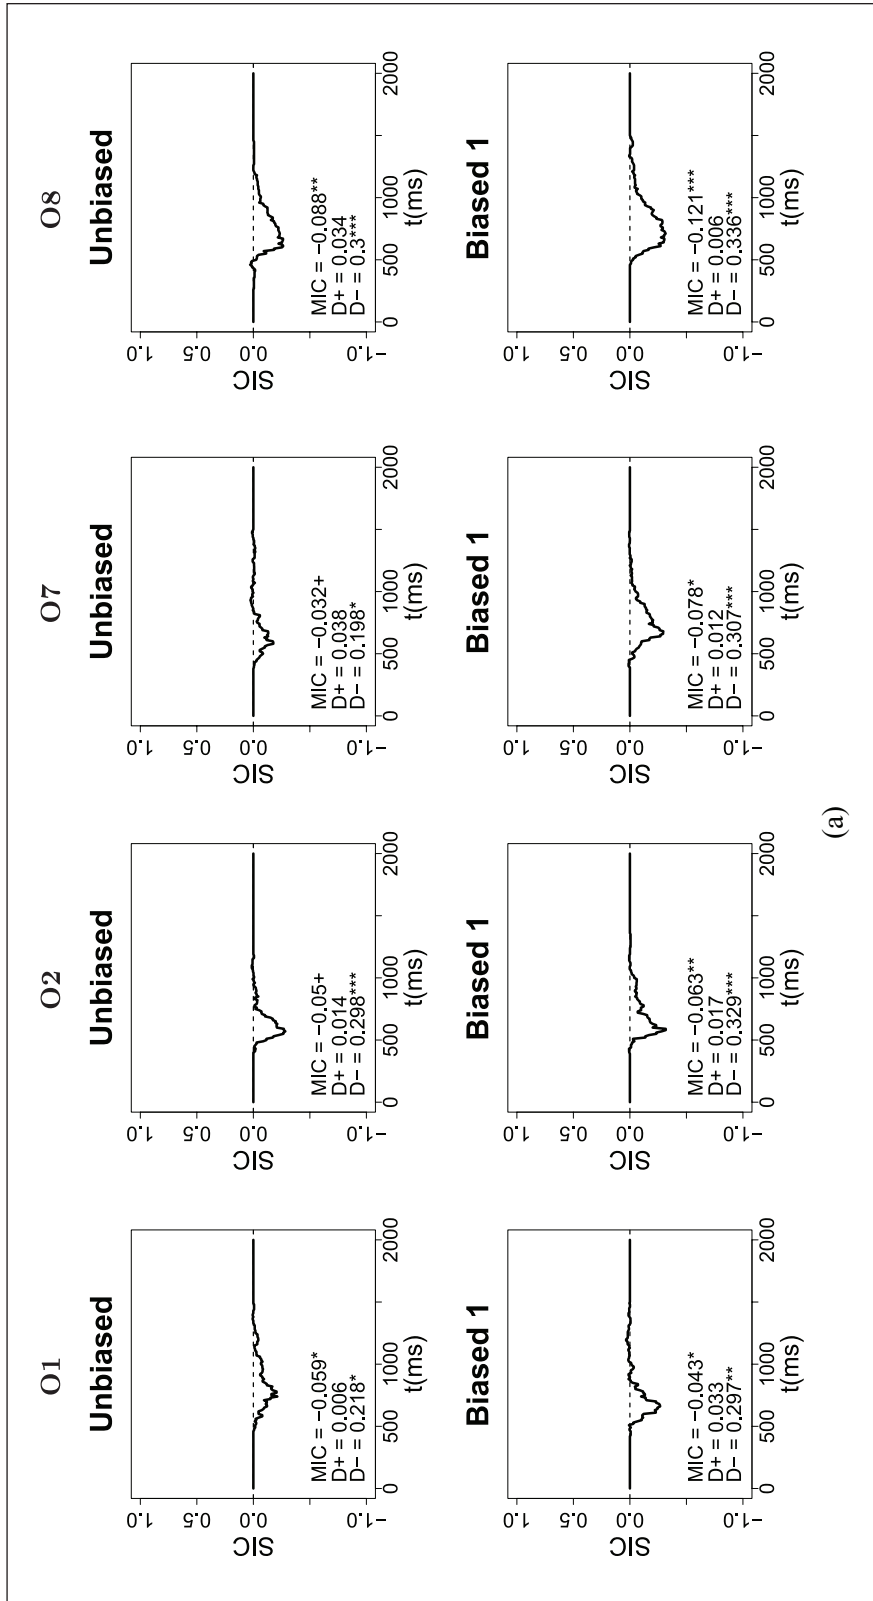 O1 O2 O7 O8
Unbiased Unbiased Unbiased Unbiased
SIC
1.0
0.5
0.0
−1.0
MIC = −0.059*
D+ = 0.006
D− = 0.218*
0 500 1000 2000
t(ms)
SIC
1.0
0.5
0.0
−1.0
MIC = −0.05+
D+ = 0.014
D− = 0.298***
0 500 1000 2000
t(ms)
SIC
1.0
0.5
0.0
−1.0
MIC = −0.032+
D+ = 0.038
D− = 0.198*
0 500 1000 2000
t(ms)
SIC
1.0
0.5
0.0
−1.0
MIC = −0.088**
D+ = 0.034
D− = 0.3***
0 500 1000 2000
t(ms)
Biased 1 Biased 1 Biased 1 Biased 1
SIC
1.0
0.5
0.0
−1.0
MIC = −0.043*
D+ = 0.033
D− = 0.297**
0 500 1000 2000
t(ms)
SIC
1.0
0.5
0.0
−1.0
MIC = −0.063**
D+ = 0.017
D− = 0.329***
0 500 1000 2000
t(ms)
SIC
1.0
0.5
0.0
−1.0
MIC = −0.078*
D+ = 0.012
D− = 0.307***
0 500 1000 2000
t(ms)
SIC
1.0
0.5
0.0
−1.0
MIC = −0.121***
D+ = 0.006
D− = 0.336***
0 500 1000 2000
t(ms)
(a)